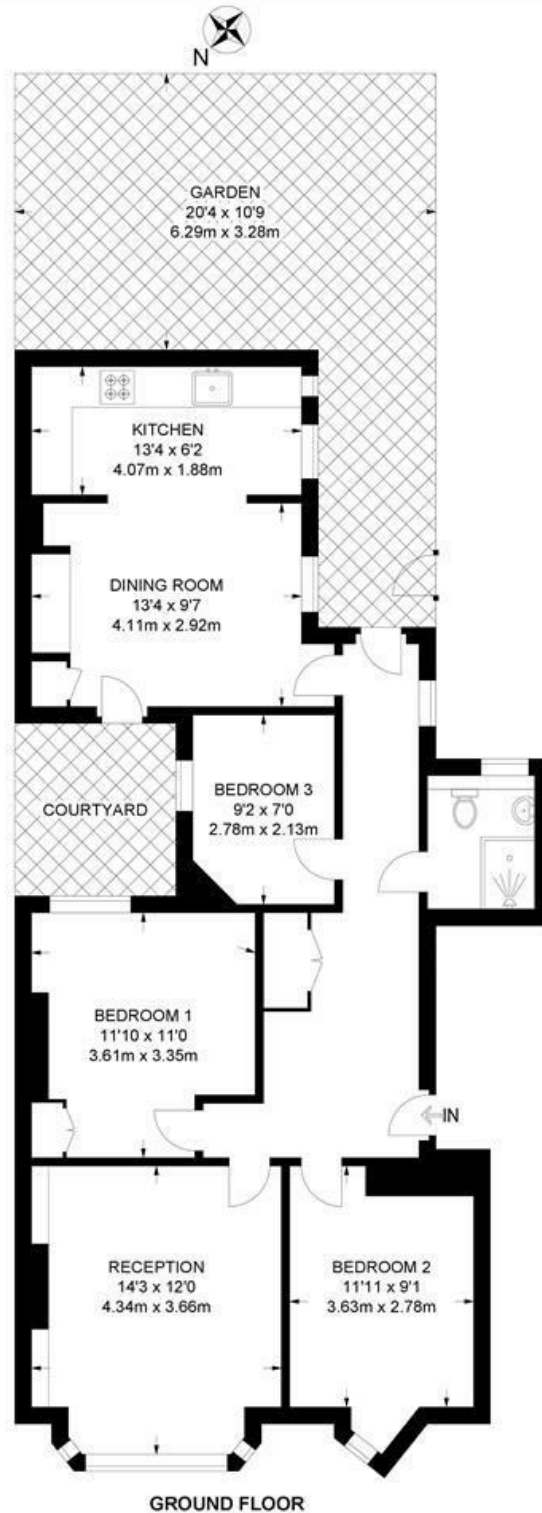 N
GARDEN
20'4 x 10'9
6.29m x 3.28m
KITCHEN
13'4 x 6'2
4.07m x 1.88m
DINING ROOM
13'4 x 9'7
4.11m x 2.92m
COURTYARD
BEDROOM 3
9'2 x 7'0
2.78m x 2.13m
BEDROOM 1
11'10 x 11'0
3.61m x 3.35m
IN
RECEPTION
14'3 x 12'0
4.34m x 3.66m
BEDROOM 2
11'11 x 9'1
3.63m x 2.78m
GROUND FLOOR